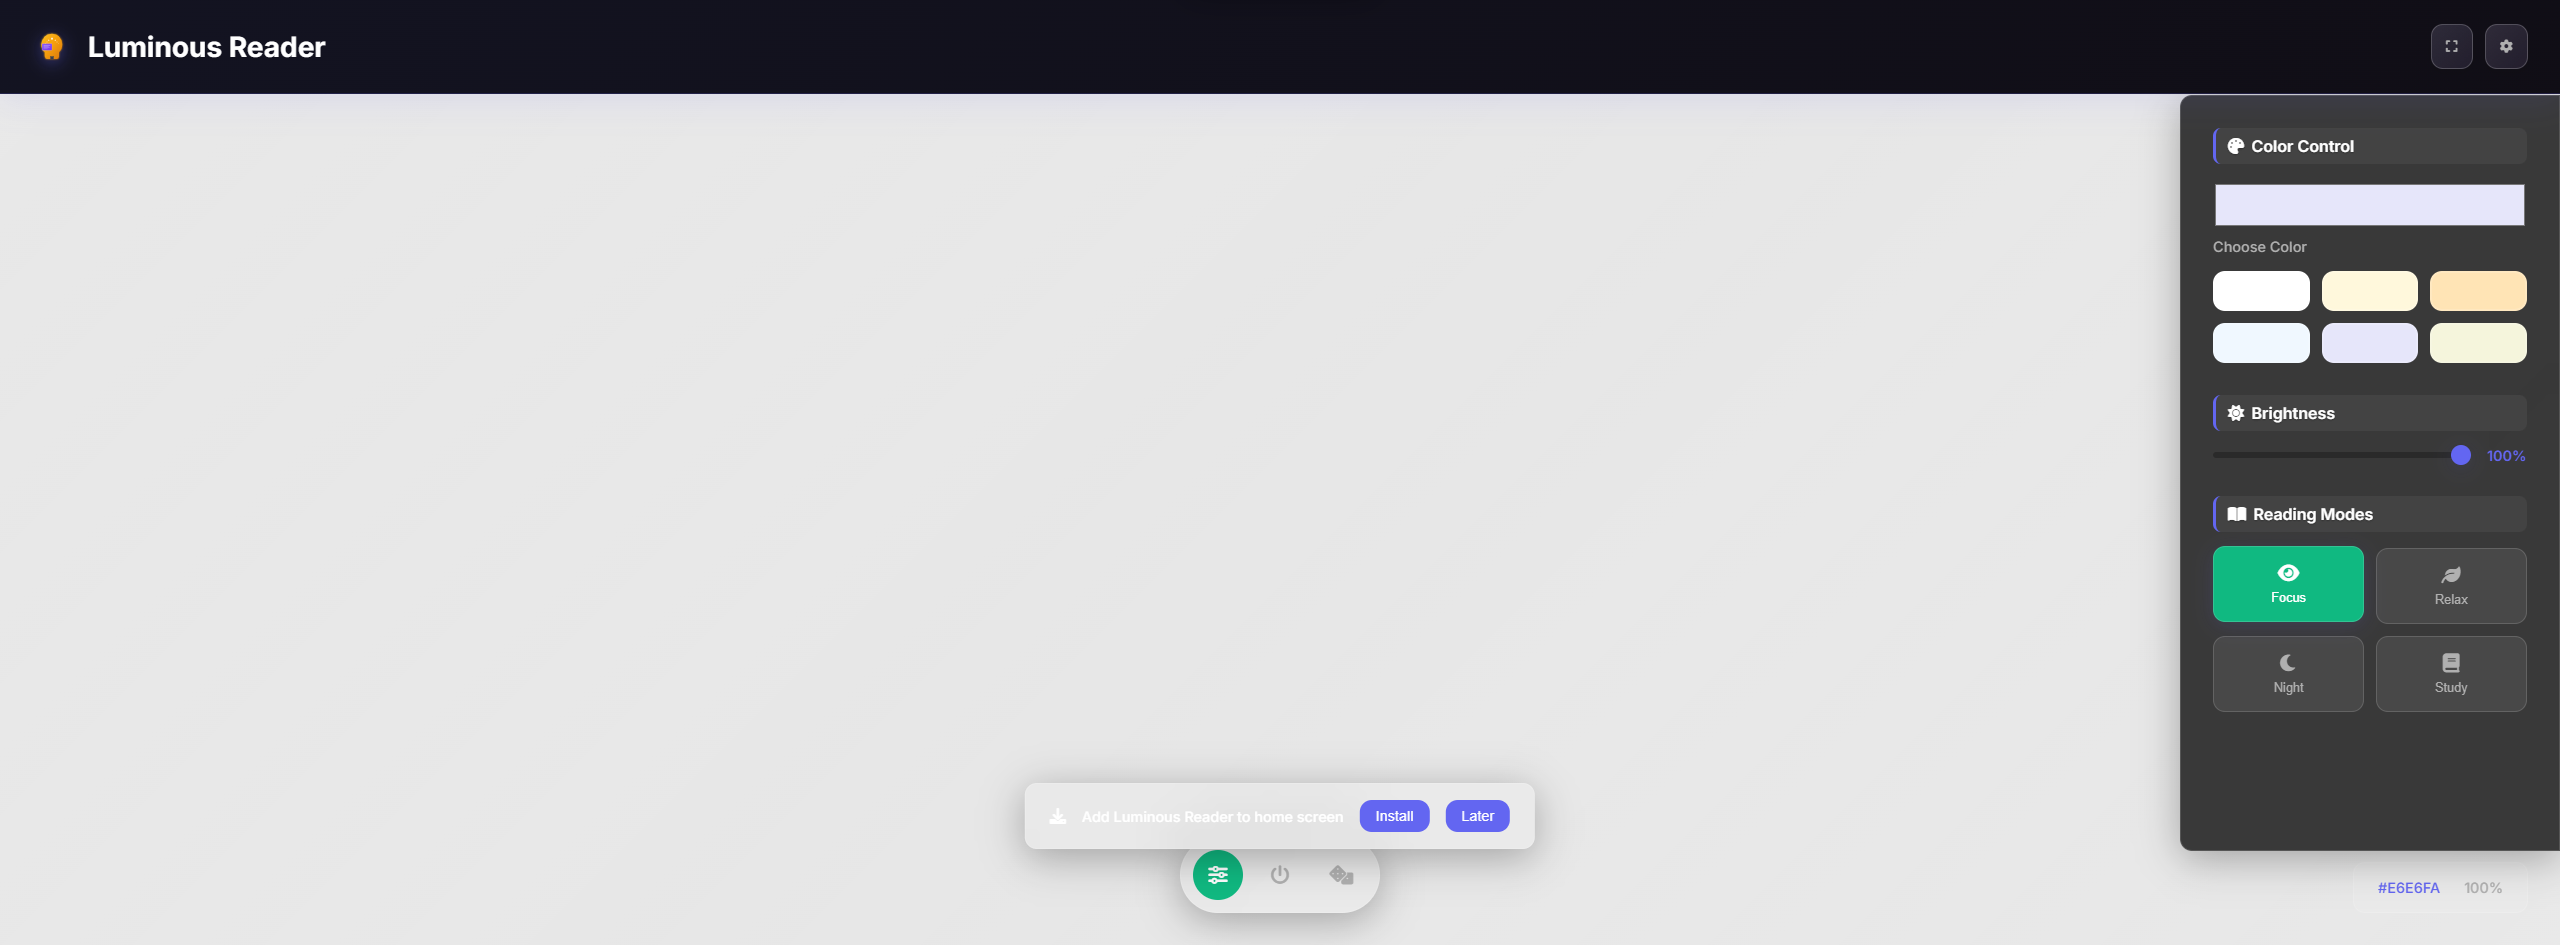 Luminous Reader
Color Control
Choose Color
Brightness
100%
Reading Modes
Focus
Relax
Night
Study
Add Luminous Reader to home screen
Install
Later
#E6E6FA
100%